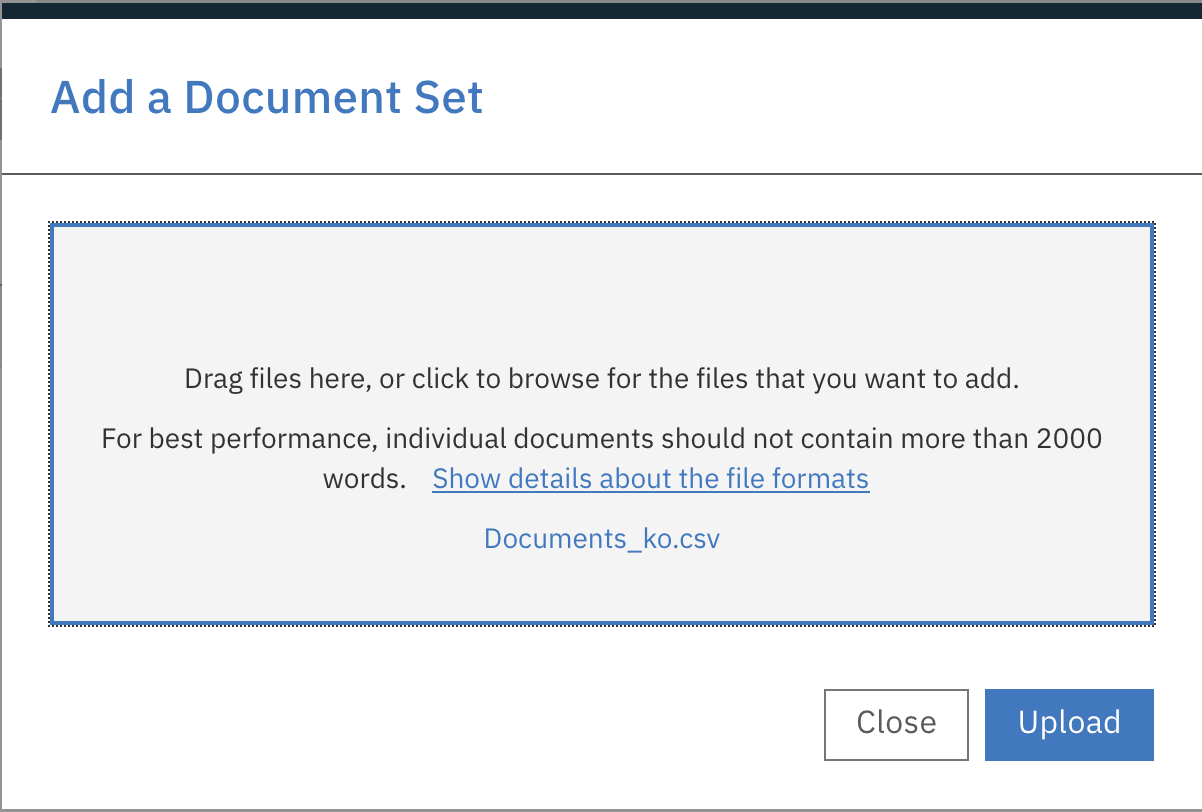 Add a Document Set
Drag files here, or click to browse for the files that you want to add.
For best performance, individual documents should not contain more than 2000
words. Show details about the file formats
Documents_ko.csv
Close
Upload